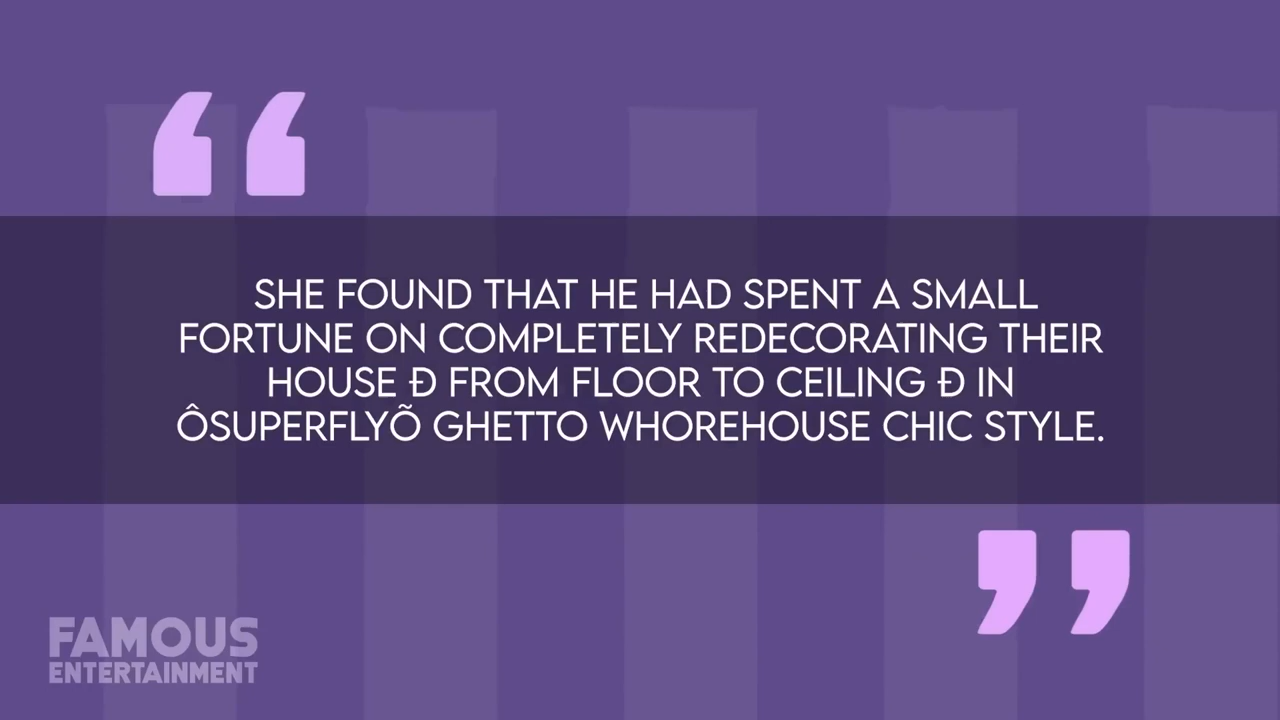 “
SHE FOUND THAT HE HAD SPENT A SMALL
FORTUNE ON COMPLETELY REDECORATING THEIR
HOUSE Ð FROM FLOOR TO CEILING Ð IN
ÔSUPERFLYÕ GHETTO WHOREHOUSE CHIC STYLE.
”
FAMOUS
ENTERTAINMENT